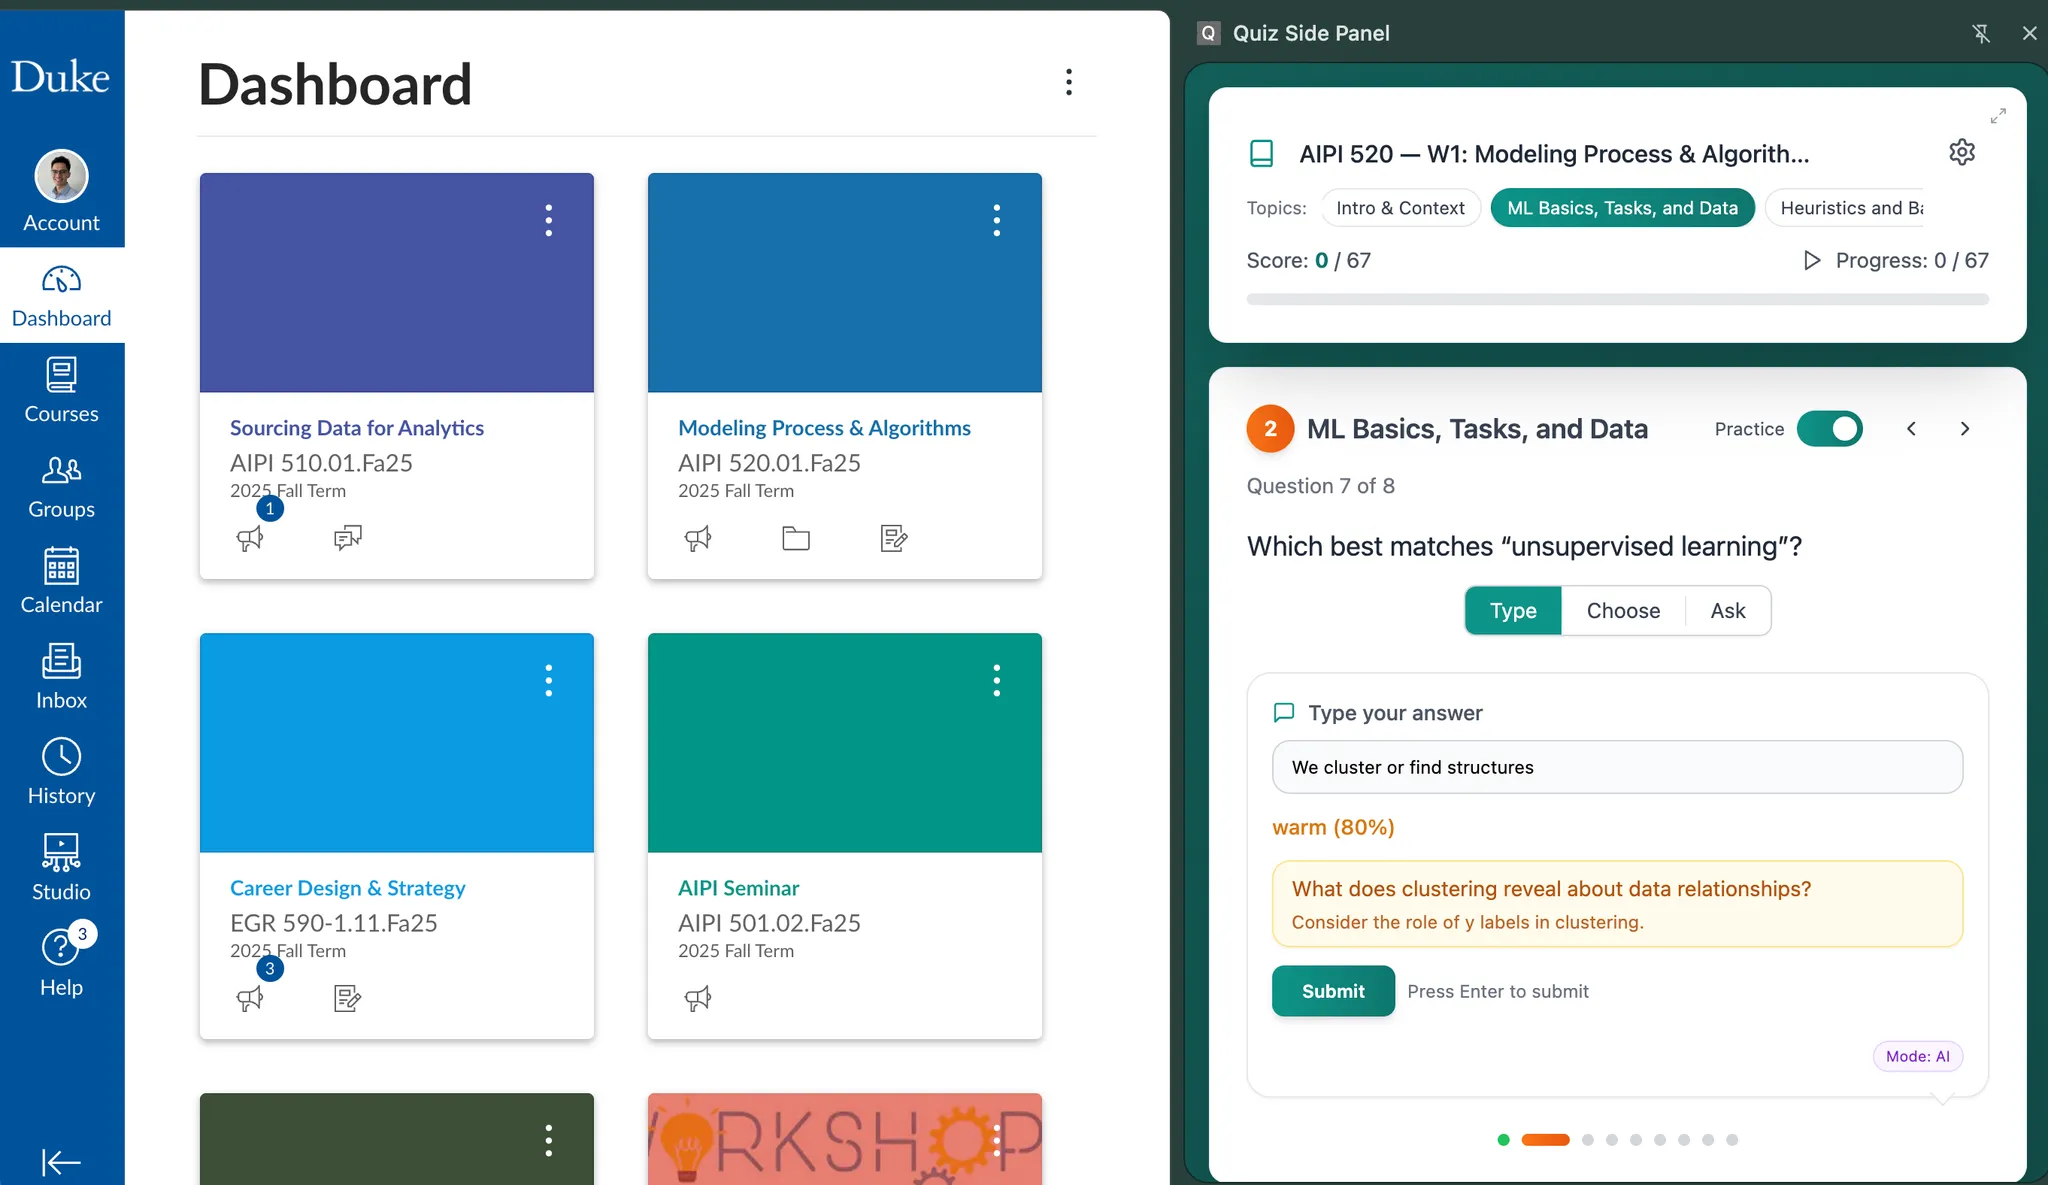 Duke
Account
Dashboard
Courses
Groups
Calendar
Inbox
History
Studio
3
Help
Dashboard
Sourcing Data for Analytics
AIPI 510.01.Fa25
2025 Fall Term
1
Modeling Process & Algorithms
AIPI 520.01.Fa25
2025 Fall Term
Career Design & Strategy
EGR 590-1.11.Fa25
2025 Fall Term
3
AIPI Seminar
AIPI 501.02.Fa25
2025 Fall Term
WORKSHOP
Q Quiz Side Panel
AIPI 520 — W1: Modeling Process & Algorith...
Topics: Intro & Context ML Basics, Tasks, and Data Heuristics and Ba
Score: 0 / 67 Progress: 0 / 67
2 ML Basics, Tasks, and Data Practice
Question 7 of 8
Which best matches “unsupervised learning”?
Type Choose Ask
Type your answer
We cluster or find structures
warm (80%)
What does clustering reveal about data relationships?
Consider the role of y labels in clustering.
Submit Press Enter to submit
Mode: AI